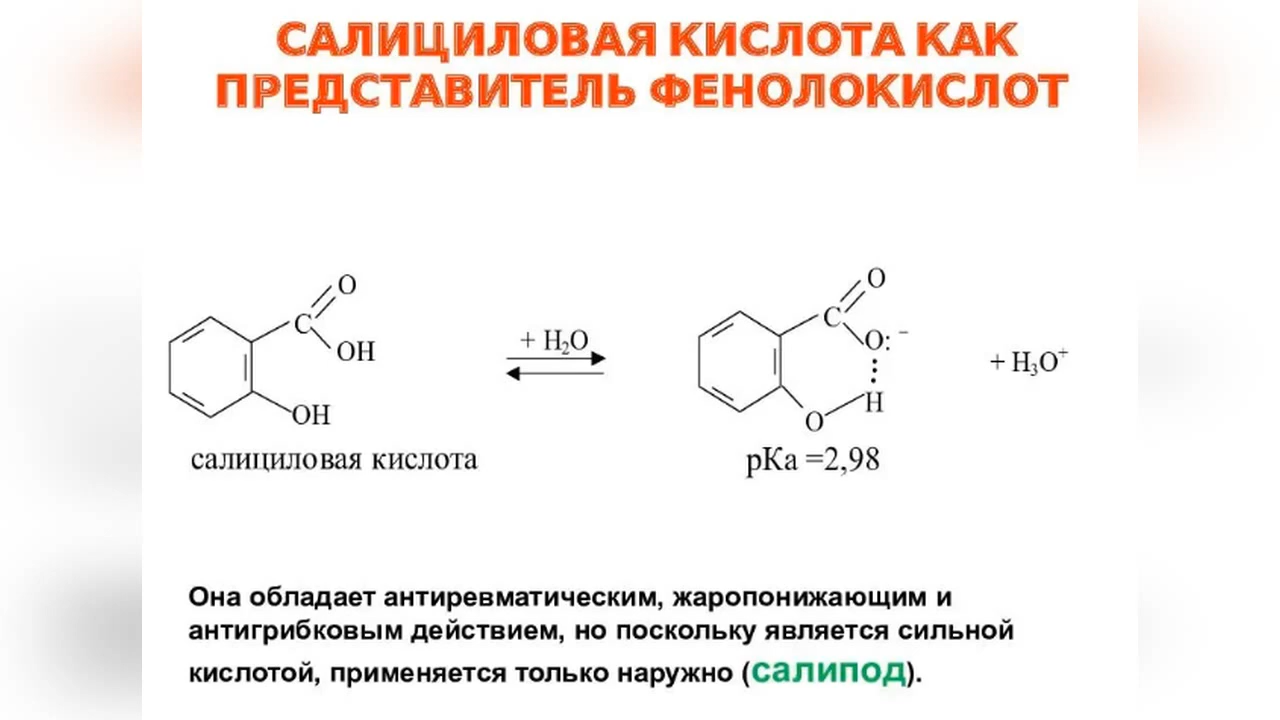 САЛИЦИЛОВАЯ КИСЛОТА КАК
ПРЕДСТАВИТЕЛЬ ФЕНОЛОКИСЛОТ
O
C
OH
OH
салициловая кислота
+ H₂O
O
C
O: ⁻
H
O
pKa =2,98
+ H₃O⁺
Она обладает антиревматическим, жаропонижающим и
антигрибковым действием, но поскольку является сильной
кислотой, применяется только наружно (салипод).